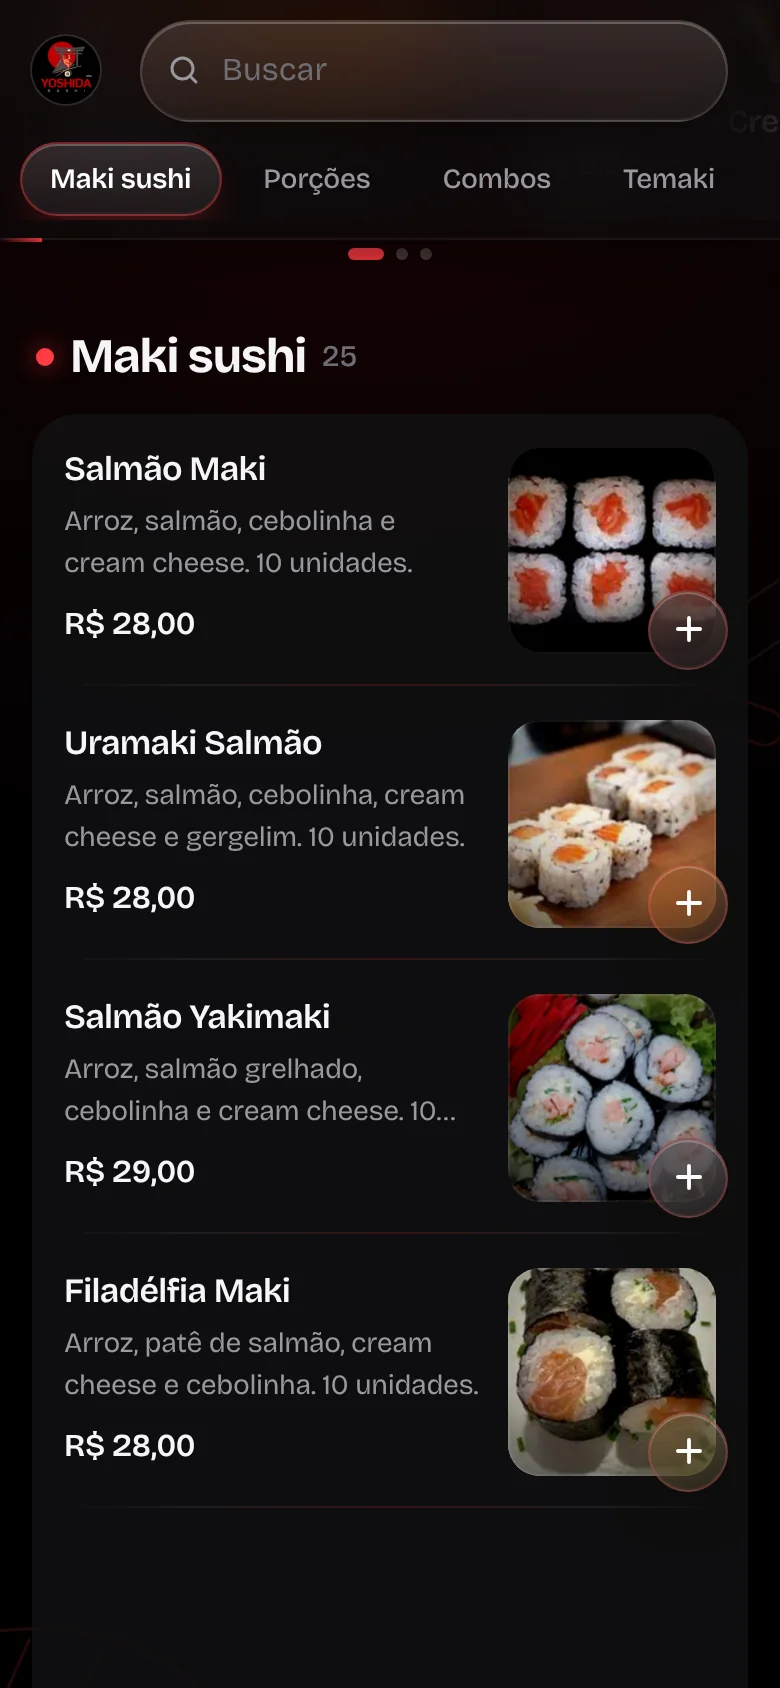 YOSHIDA
SUSHI
Buscar
Cre
Maki sushi
Porções
Combos
Temaki
Maki sushi 25
Salmão Maki
Arroz, salmão, cebolinha e
cream cheese. 10 unidades.
R$ 28,00
Uramaki Salmão
Arroz, salmão, cebolinha, cream
cheese e gergelim. 10 unidades.
R$ 28,00
Salmão Yakimaki
Arroz, salmão grelhado,
cebolinha e cream cheese. 10...
R$ 29,00
Filadélfia Maki
Arroz, patê de salmão, cream
cheese e cebolinha. 10 unidades.
R$ 28,00